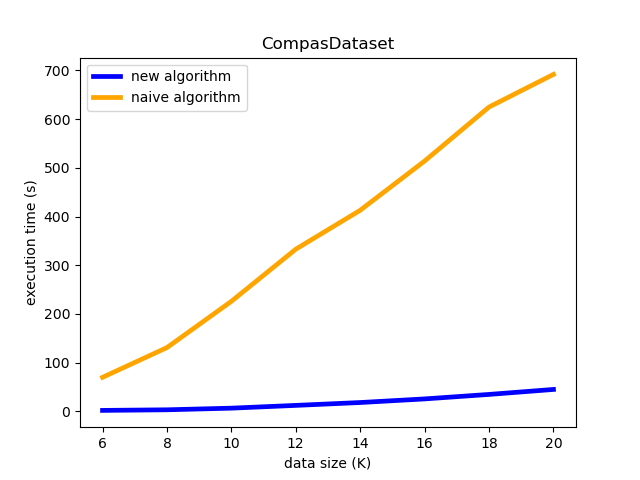 CompasDataset
new algorithm
naive algorithm
execution time (s)
700
600
500
400
300
200
100
0
6 8 10 12 14 16 18 20
data size (K)